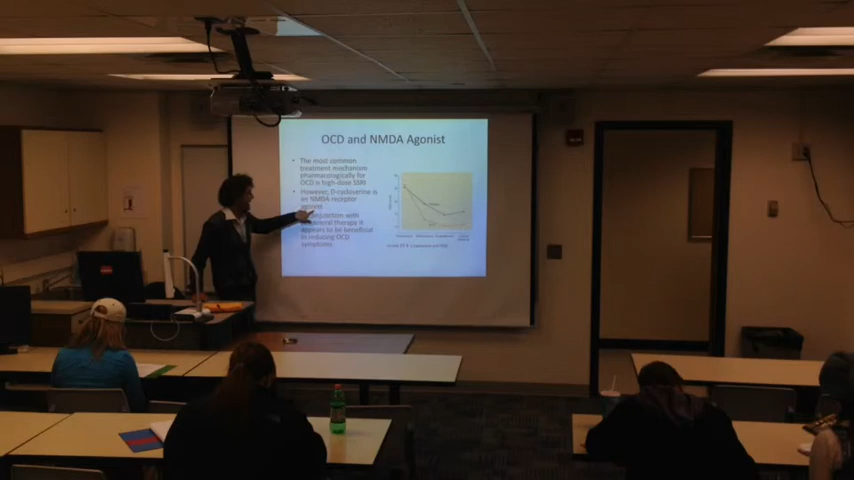 OCD and NMDA Agonist
• The most common
treatment mechanism
pharmacologically for
OCD is high-dose SSRI
• However, D-cycloserine is
an NMDA receptor
agonist
conjunction with
therapy it
appears to be beneficial
in reducing OCD
symptoms